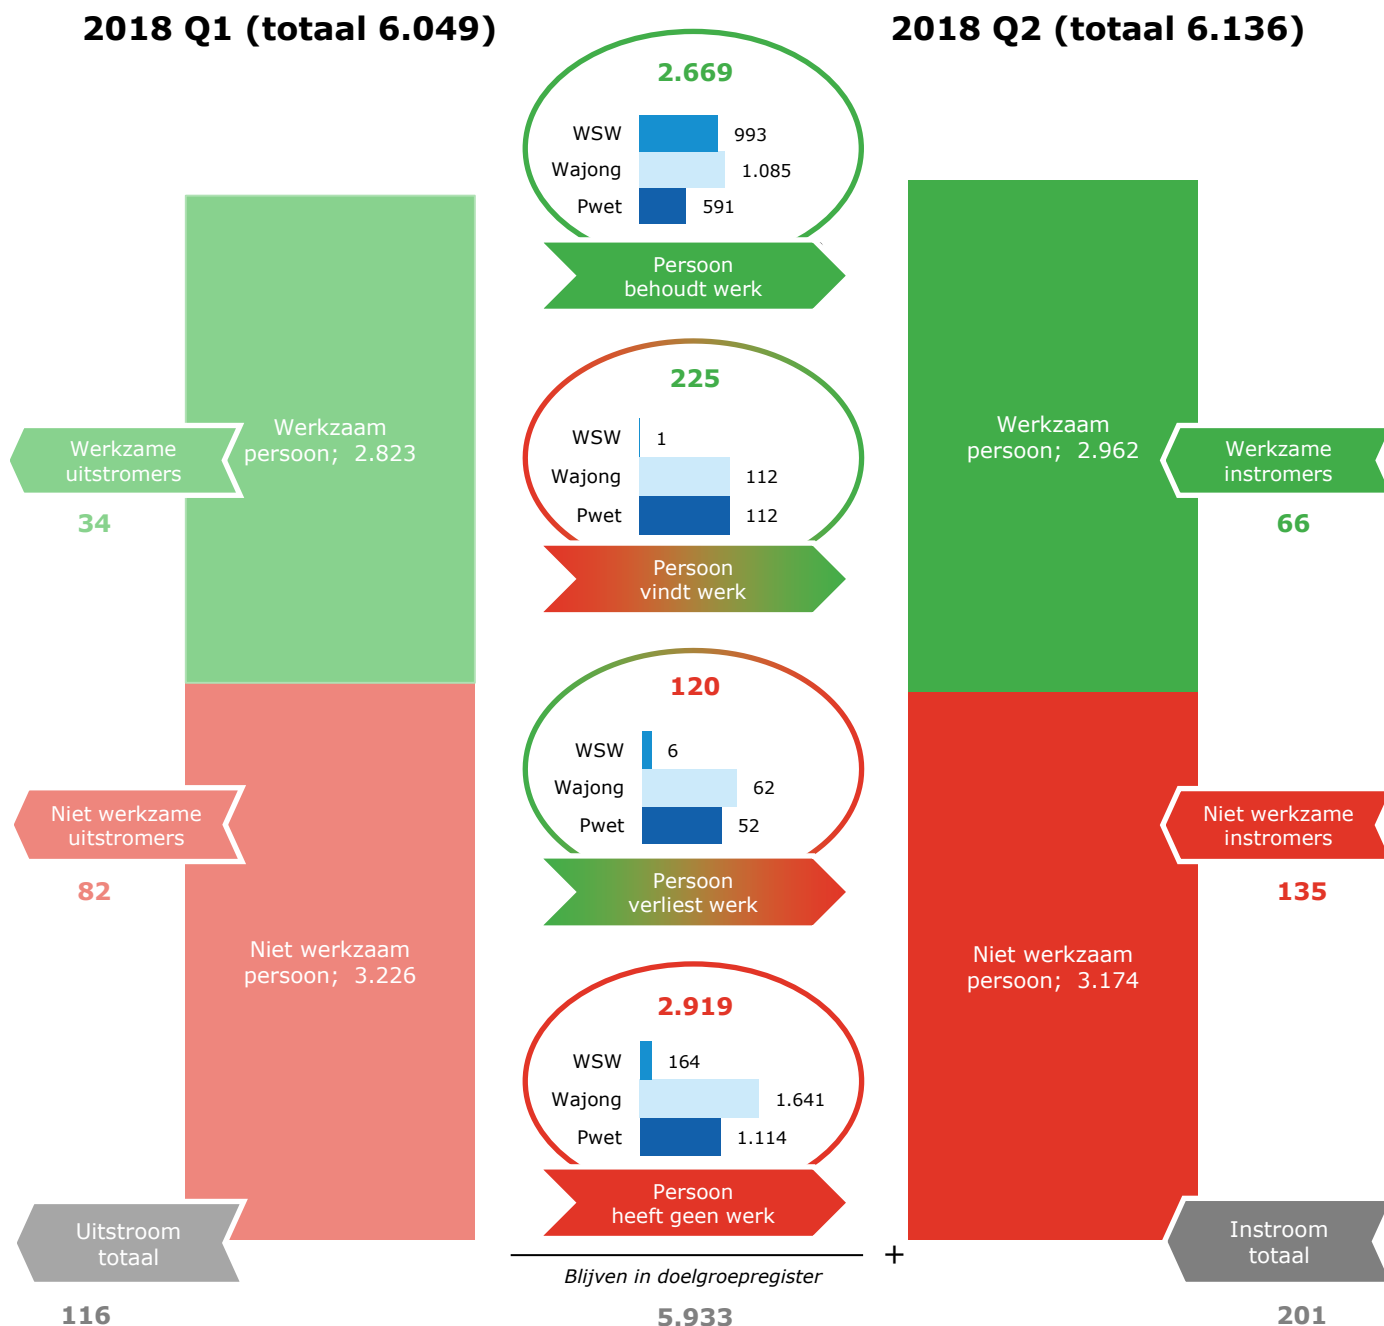 2018 Q1 (totaal 6.049)
2018 Q2 (totaal 6.136)
2.669
WSW 993
Wajong 1.085
Pwet 591
Persoon
behoudt werk
225
WSW 1
Wajong 112
Pwet 112
Persoon
vindt werk
120
WSW 6
Wajong 62
Pwet 52
Persoon
verliest werk
2.919
WSW 164
Wajong 1.641
Pwet 1.114
Persoon
heeft geen werk
Blijven in doelgroepregister
5.933
+
Werkzaam
persoon; 2.823
Werkzame
uitstromers
34
Niet werkzaam
persoon; 3.226
Niet werkzame
uitstromers
82
Uitstroom
totaal
116
Werkzaam
persoon; 2.962
Werkzame
instromers
66
Niet werkzaam
persoon; 3.174
Niet werkzame
instromers
135
Instroom
totaal
201